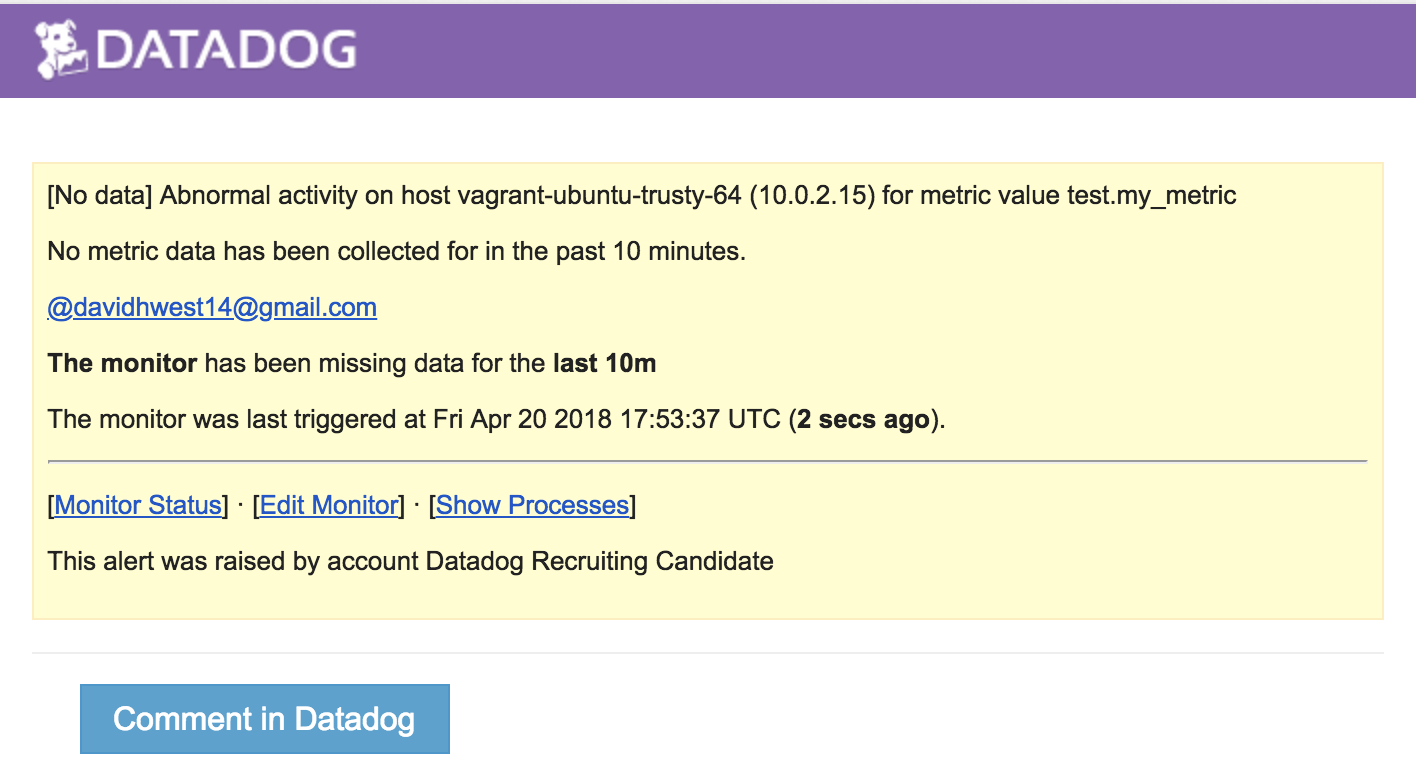 DATADOG
[No data] Abnormal activity on host vagrant-ubuntu-trusty-64 (10.0.2.15) for metric value test.my_metric
No metric data has been collected for in the past 10 minutes.
@davidhwest14@gmail.com
The monitor has been missing data for the last 10m
The monitor was last triggered at Fri Apr 20 2018 17:53:37 UTC (2 secs ago).
[Monitor Status] · [Edit Monitor] · [Show Processes]
This alert was raised by account Datadog Recruiting Candidate
Comment in Datadog